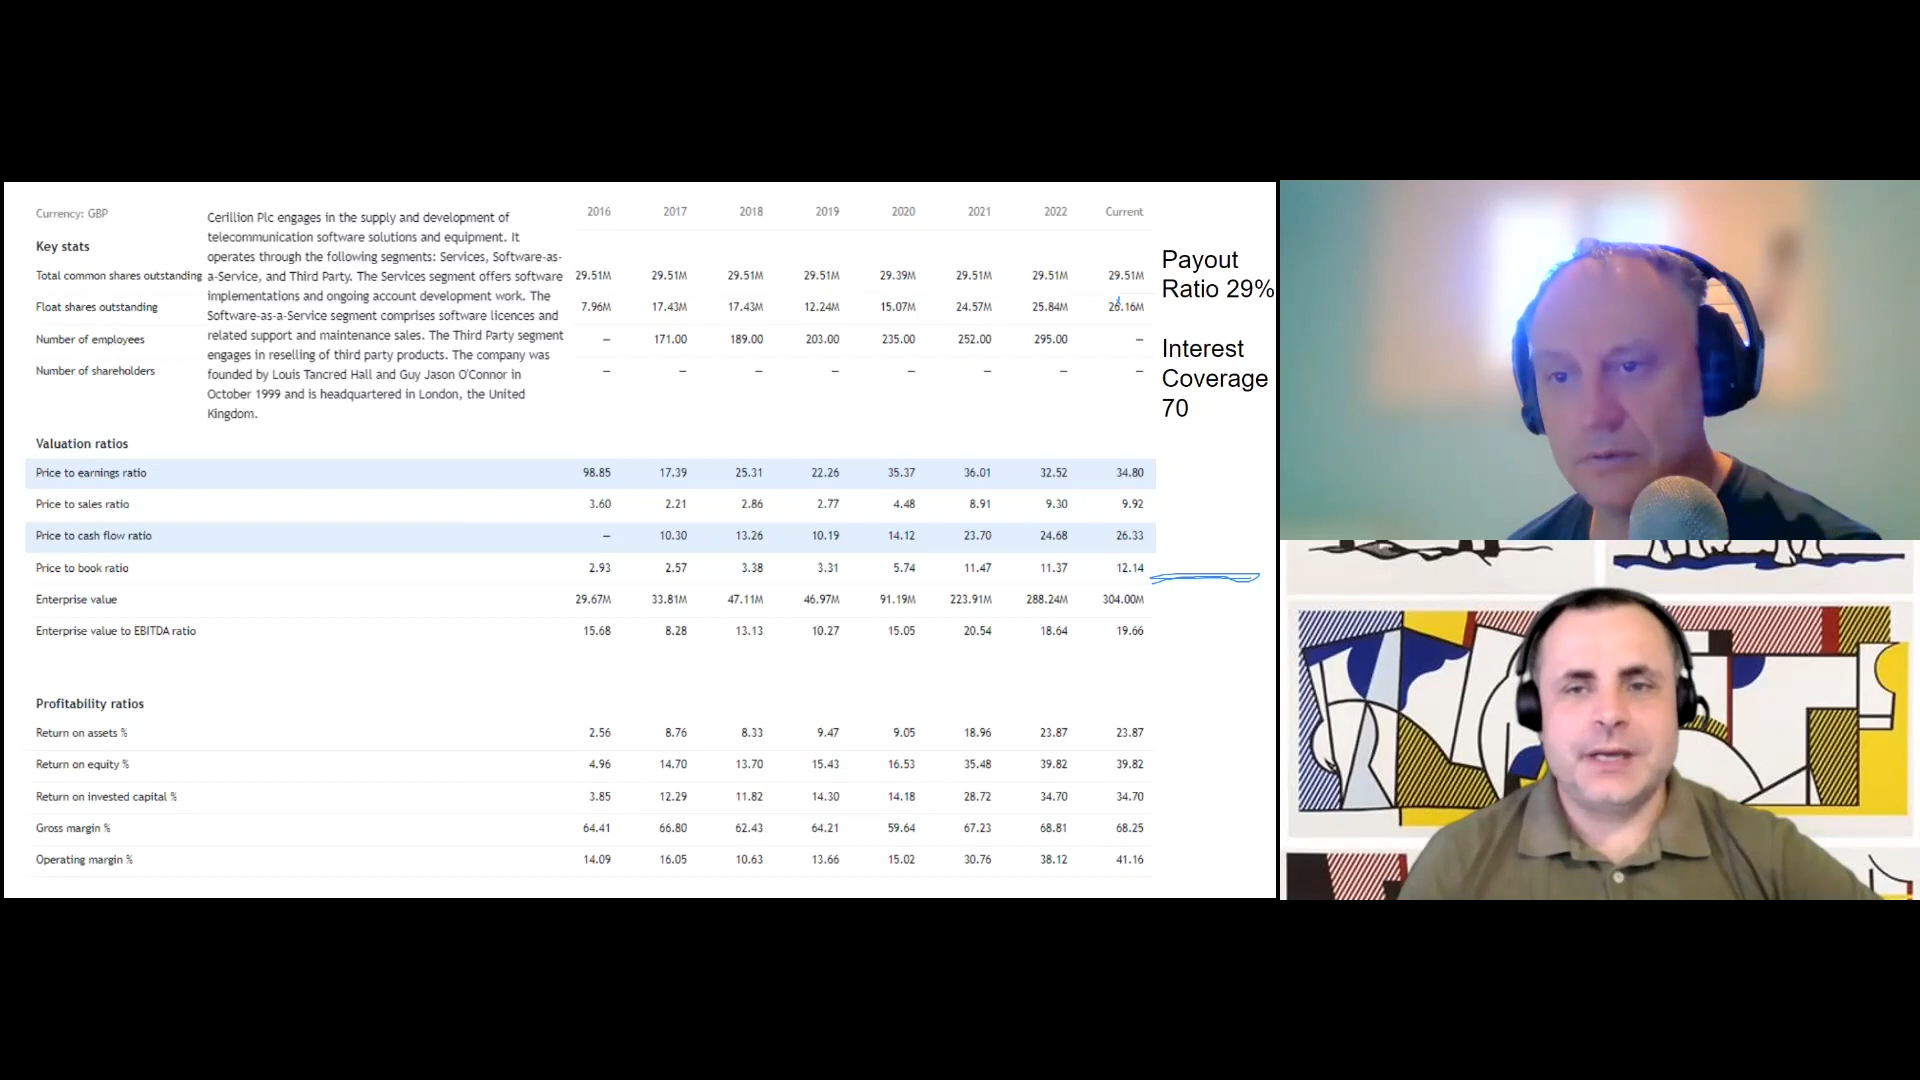 Currency: GBP 2016 2017 2018 2019 2020 2021 2022 Current
Cerillion Plc engages in the supply and development of
telecommunication software solutions and equipment. It
operates through the following segments: Services, Software-as-
a-Service, and Third Party. The Services segment offers software
implementations and ongoing account development work. The
Software-as-a-Service segment comprises software licences and
related support and maintenance sales. The Third Party segment
engages in reselling of third party products. The company was
founded by Louis Tancred Hall and Guy Jason O'Connor in
October 1999 and is headquartered in London, the United
Kingdom.
Key stats
Total common shares outstanding 29.51M 29.51M 29.51M 29.51M 29.39M 29.51M 29.51M 29.51M
Float shares outstanding 7.96M 17.43M 17.43M 12.24M 15.07M 24.57M 25.84M 26.16M
Number of employees — 171.00 189.00 203.00 235.00 252.00 295.00 —
Number of shareholders — — — — — — — —
Valuation ratios
Price to earnings ratio 98.85 17.39 25.31 22.26 35.37 36.01 32.52 34.80
Price to sales ratio 3.60 2.21 2.86 2.77 4.48 8.91 9.30 9.92
Price to cash flow ratio — 10.30 13.26 10.19 14.12 23.70 24.68 26.33
Price to book ratio 2.93 2.57 3.38 3.31 5.74 11.47 11.37 12.14
Enterprise value 29.67M 33.81M 47.11M 46.97M 91.19M 223.91M 288.24M 304.00M
Enterprise value to EBITDA ratio 15.68 8.28 13.13 10.27 15.05 20.54 18.64 19.66
Profitability ratios
Return on assets % 2.56 8.76 8.33 9.47 9.05 18.96 23.87 23.87
Return on equity % 4.96 14.70 13.70 15.43 16.53 35.48 39.82 39.82
Return on invested capital % 3.85 12.29 11.82 14.30 14.18 28.72 34.70 34.70
Gross margin % 64.41 66.80 62.43 64.21 59.64 67.23 68.81 68.25
Operating margin % 14.09 16.05 10.63 13.66 15.02 30.76 38.12 41.16
Payout
Ratio 29%
Interest
Coverage
70